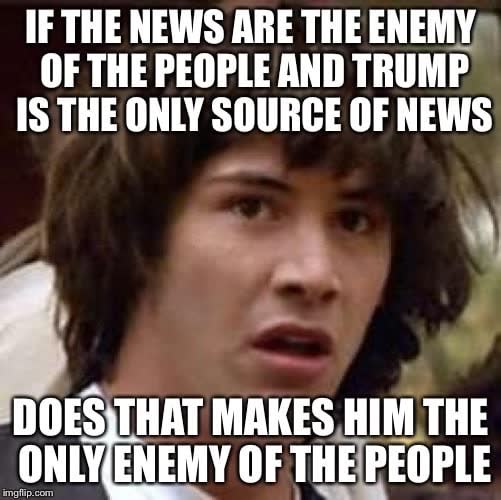 IF THE NEWS ARE THE ENEMY
OF THE PEOPLE AND TRUMP
IS THE ONLY SOURCE OF NEWS
DOES THAT MAKES HIM THE
ONLY ENEMY OF THE PEOPLE
imgflip.com